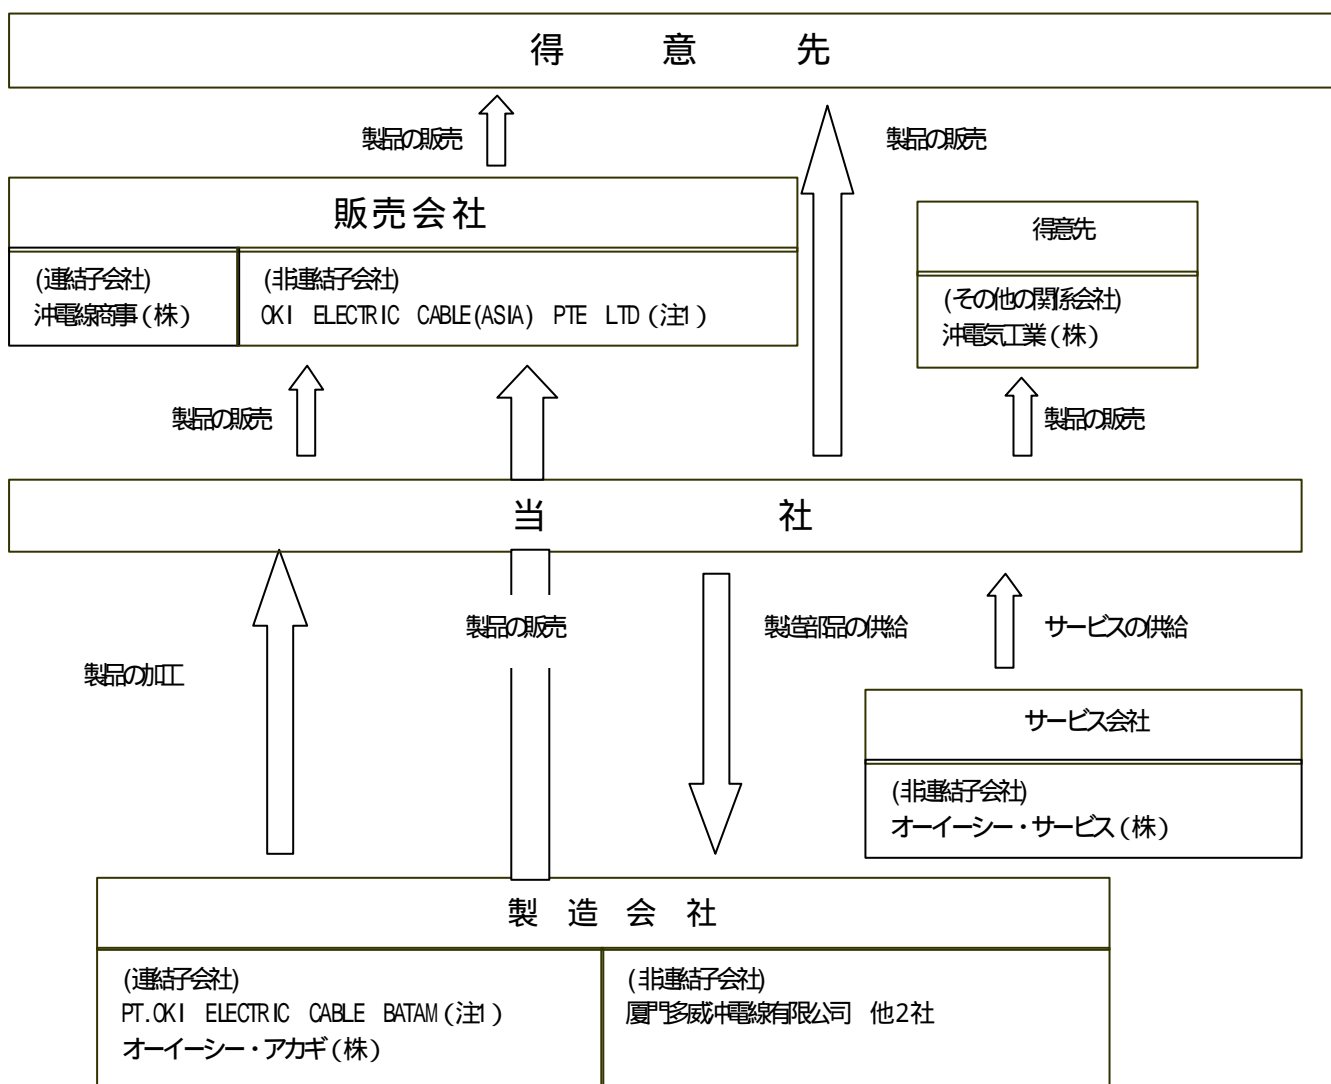 得 意 先
製品の販売
製品の販売
販売会社
(連結子会社)
沖電線商事(株)
(非連結子会社)
OKI ELECTRIC CABLE(ASIA) PTE LTD(注1)
得意先
(その他の関係会社)
沖電気工業(株)
製品の販売
製品の販売
当 社
製品の加工
製品の販売
製造部品の供給
サービスの供給
サービス会社
(非連結子会社)
オーイーシー・サービス(株)
製 造 会 社
(連結子会社)
PT.OKI ELECTRIC CABLE BATAM(注1)
オーイーシー・アカギ(株)
(非連結子会社)
厦門多威沖電線有限公司 他2社